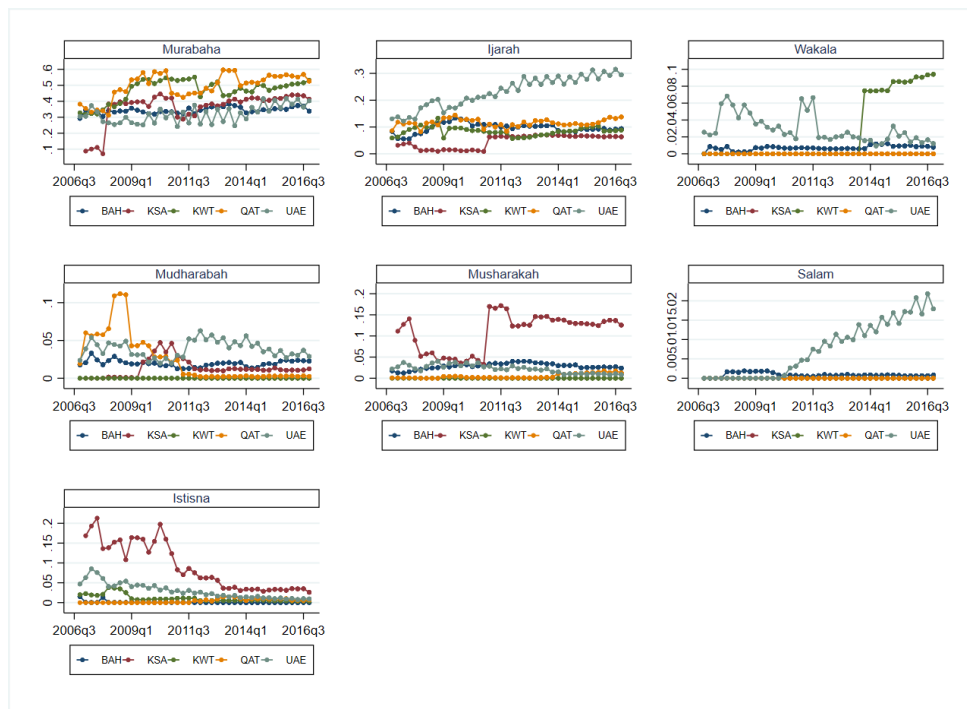 Murabaha
Ijarah
Wakala
.1 .2 .3 .4 .5 .6
0 .1 .2 .3
0 .02 .04 .06 .08 .1
2006q3 2009q1 2011q3 2014q1 2016q3
2006q3 2009q1 2011q3 2014q1 2016q3
2006q3 2009q1 2011q3 2014q1 2016q3
BAH KSA KWT QAT UAE
BAH KSA KWT QAT UAE
BAH KSA KWT QAT UAE
Mudharabah
Musharakah
Salam
0 .05 .1
0 .05 .1 .15 .2
0 .005 .01 .015 .02
2006q3 2009q1 2011q3 2014q1 2016q3
2006q3 2009q1 2011q3 2014q1 2016q3
2006q3 2009q1 2011q3 2014q1 2016q3
BAH KSA KWT QAT UAE
BAH KSA KWT QAT UAE
BAH KSA KWT QAT UAE
Istisna
0 .05 .1 .15 .2
2006q3 2009q1 2011q3 2014q1 2016q3
BAH KSA KWT QAT UAE